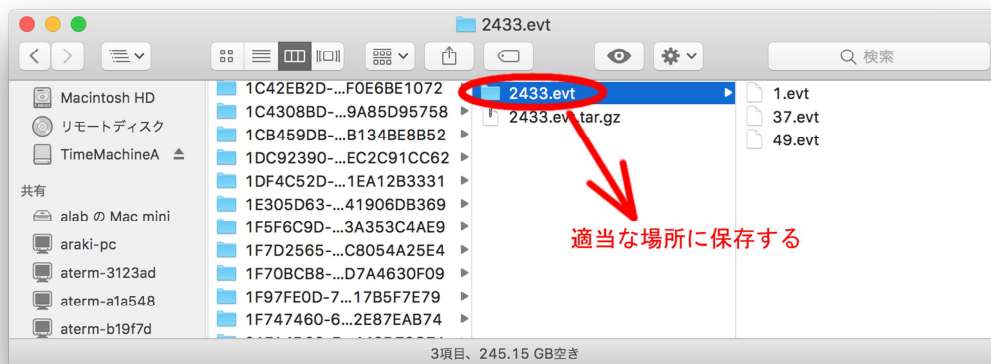 2433.evt
検索
Macintosh HD
リモートディスク
TimeMachineA
共有
alab の Mac mini
araki-pc
aterm-3123ad
aterm-a1a548
aterm-b19f7d
1C42EB2D-...F0E6BE1072
1C4308BD-...9A85D95758
1CB459DB-...B134BE8B52
1DC92390-...EC2C91CC62
1DF4C52D-...1EA12B3331
1E305D63-...41906DB369
1F5F6C9D-...3A353C4AE9
1F7D2565-...C8054A25E4
1F70BCB8-...D7A4630F09
1F97FE0D-7...17B5F7E79
1F747460-6...2E87EAB74
2433.evt
2433.evt.tar.gz
適当な場所に保存する
1.evt
37.evt
49.evt
3項目、245.15 GB空き